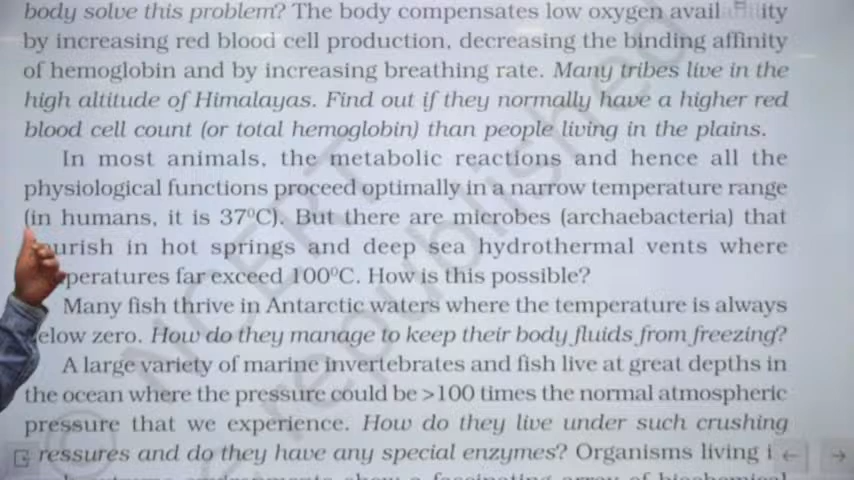 body solve this problem? The body compensates low oxygen availability
by increasing red blood cell production, decreasing the binding affinity
of hemoglobin and by increasing breathing rate. Many tribes live in the
high altitude of Himalayas. Find out if they normally have a higher red
blood cell count (or total hemoglobin) than people living in the plains.
In most animals, the metabolic reactions and hence all the
physiological functions proceed optimally in a narrow temperature range
(in humans, it is 37⁰C). But there are microbes (archaebacteria) that
ourish in hot springs and deep sea hydrothermal vents where
peratures far exceed 100⁰C. How is this possible?
Many fish thrive in Antarctic waters where the temperature is always
elow zero. How do they manage to keep their body fluids from freezing?
A large variety of marine invertebrates and fish live at great depths in
the ocean where the pressure could be >100 times the normal atmospheric
pressure that we experience. How do they live under such crushing
ressures and do they have any special enzymes? Organisms living i
© NCERT
republished